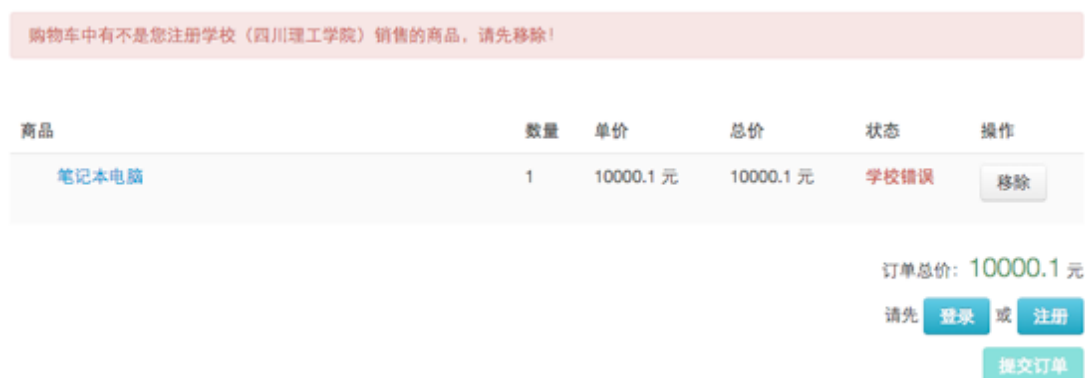 购物车中有不是您注册学校（四川理工学院）销售的商品，请先移除！
商品 数量 单价 总价 状态 操作
笔记本电脑 1 10000.1 元 10000.1 元 学校错误 移除
订单总价: 10000.1 元
请先 登录 或 注册
提交订单